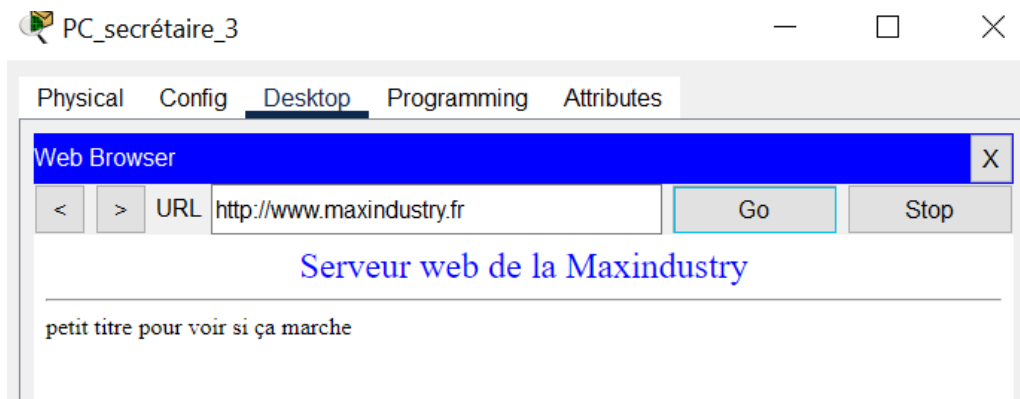 PC_secrétaire_3
Physical Config Desktop Programming Attributes
Web Browser X
< > URL http://www.maxindustry.fr Go Stop
Serveur web de la Maxindustry
petit titre pour voir si ça marche